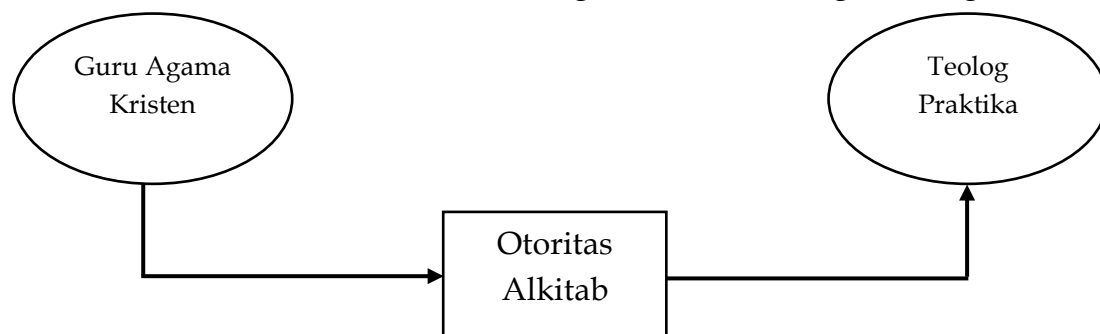 Guru Agama
Kristen
Teolog
Praktika
Otoritas
Alkitab